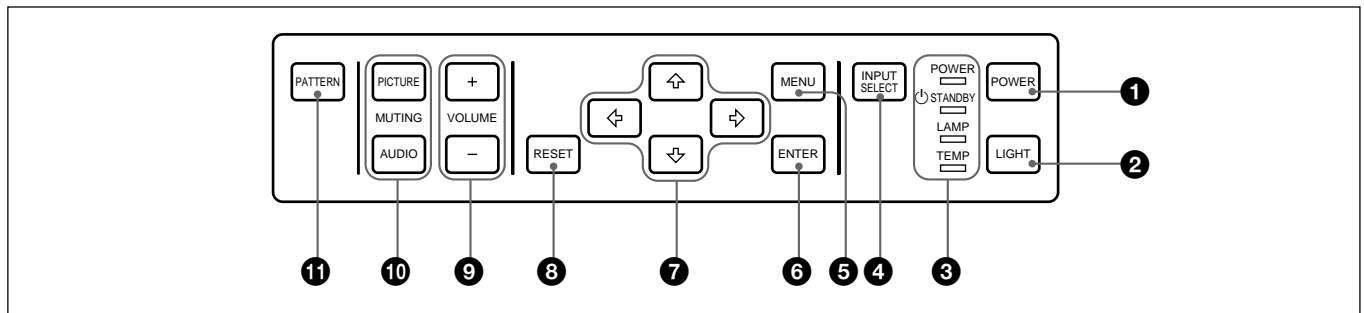 PATTERN
PICTURE
MUTING
AUDIO
+
VOLUME
−
RESET
MENU
ENTER
INPUT
SELECT
POWER
STANDBY
LAMP
TEMP
POWER
LIGHT
1
2
3
4
5
6
7
8
9
10
11